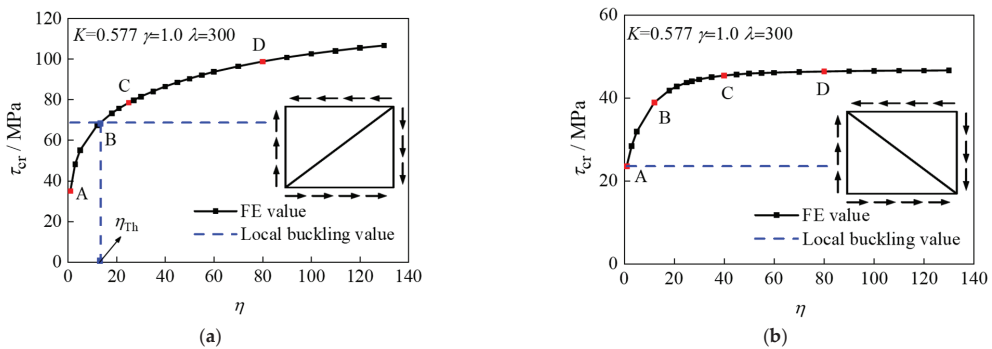 120
100
80
60
40
20
0
τcr / MPa
K=0.577 γ=1.0 λ=300
A
B
C
D
ηTh
FE value
Local buckling value
0 20 40 60 80 100 120 140
η
(a)
60
40
20
0
τcr / MPa
K=0.577 γ=1.0 λ=300
A
B
C
D
FE value
Local buckling value
0 20 40 60 80 100 120 140
η
(b)